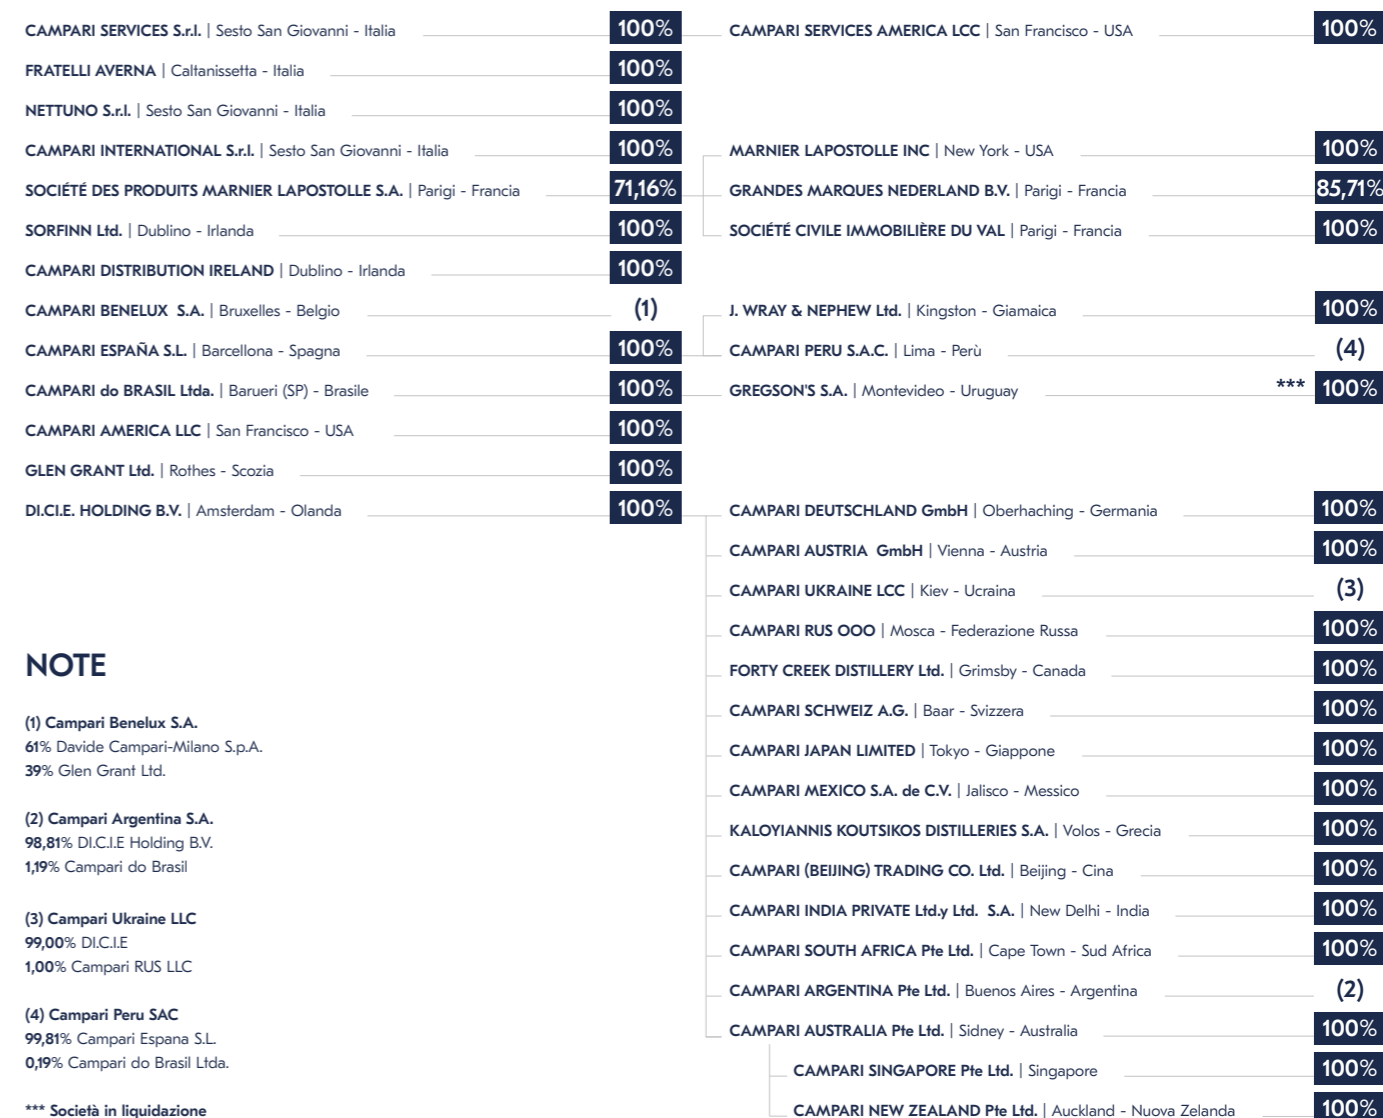 CAMPARI SERVICES S.r.l. | Sesto San Giovanni - Italia 100%
FRATELLI AVERNA | Caltanissetta - Italia 100%
NETTUNO S.r.l. | Sesto San Giovanni - Italia 100%
CAMPARI INTERNATIONAL S.r.l. | Sesto San Giovanni - Italia 100%
SOCIÉTÉ DES PRODUITS MARNIER LAPOSTOLLE S.A. | Parigi - Francia 71,16%
SORFINN Ltd. | Dublino - Irlanda 100%
CAMPARI DISTRIBUTION IRELAND | Dublino - Irlanda 100%
CAMPARI BENELUX S.A. | Bruxelles - Belgio (1)
CAMPARI ESPAÑA S.L. | Barcellona - Spagna 100%
CAMPARI do BRASIL Ltda. | Barueri (SP) - Brasile 100%
CAMPARI AMERICA LLC | San Francisco - USA 100%
GLEN GRANT Ltd. | Rothes - Scozia 100%
DI.CI.E. HOLDING B.V. | Amsterdam - Olanda 100%
CAMPARI SERVICES AMERICA LCC | San Francisco - USA 100%
MARNIER LAPOSTOLLE INC | New York - USA 100%
GRANDES MARQUES NEDERLAND B.V. | Parigi - Francia 85,71%
SOCIÉTÉ CIVILE IMMOBILIÈRE DU VAL | Parigi - Francia 100%
J. WRAY & NEPHEW Ltd. | Kingston - Giamaica 100%
CAMPARI PERU S.A.C. | Lima - Perù (4)
GREGSON'S S.A. | Montevideo - Uruguay *** 100%
CAMPARI DEUTSCHLAND GmbH | Oberhaching - Germania 100%
CAMPARI AUSTRIA GmbH | Vienna - Austria 100%
CAMPARI UKRAINE LCC | Kiev - Ucraina (3)
CAMPARI RUS OOO | Mosca - Federazione Russa 100%
FORTY CREEK DISTILLERY Ltd. | Grimsby - Canada 100%
CAMPARI SCHWEIZ A.G. | Baar - Svizzera 100%
CAMPARI JAPAN LIMITED | Tokyo - Giappone 100%
CAMPARI MEXICO S.A. de C.V. | Jalisco - Messico 100%
KALOYIANNIS KOUTSIKOS DISTILLERIES S.A. | Volos - Grecia 100%
CAMPARI (BEIJING) TRADING CO. Ltd. | Beijing - Cina 100%
CAMPARI INDIA PRIVATE Ltd.y Ltd. S.A. | New Delhi - India 100%
CAMPARI SOUTH AFRICA Pte Ltd. | Cape Town - Sud Africa 100%
CAMPARI ARGENTINA Pte Ltd. | Buenos Aires - Argentina (2)
CAMPARI AUSTRALIA Pte Ltd. | Sidney - Australia 100%
CAMPARI SINGAPORE Pte Ltd. | Singapore 100%
CAMPARI NEW ZEALAND Pte Ltd. | Auckland - Nuova Zelanda 100%
NOTE
(1) Campari Benelux S.A.
61% Davide Campari-Milano S.p.A.
39% Glen Grant Ltd.
(2) Campari Argentina S.A.
98,81% DI.C.I.E Holding B.V.
1,19% Campari do Brasil
(3) Campari Ukraine LLC
99,00% DI.C.I.E
1,00% Campari RUS LLC
(4) Campari Peru SAC
99,81% Campari Espana S.L.
0,19% Campari do Brasil Ltda.
*** Società in liquidazione